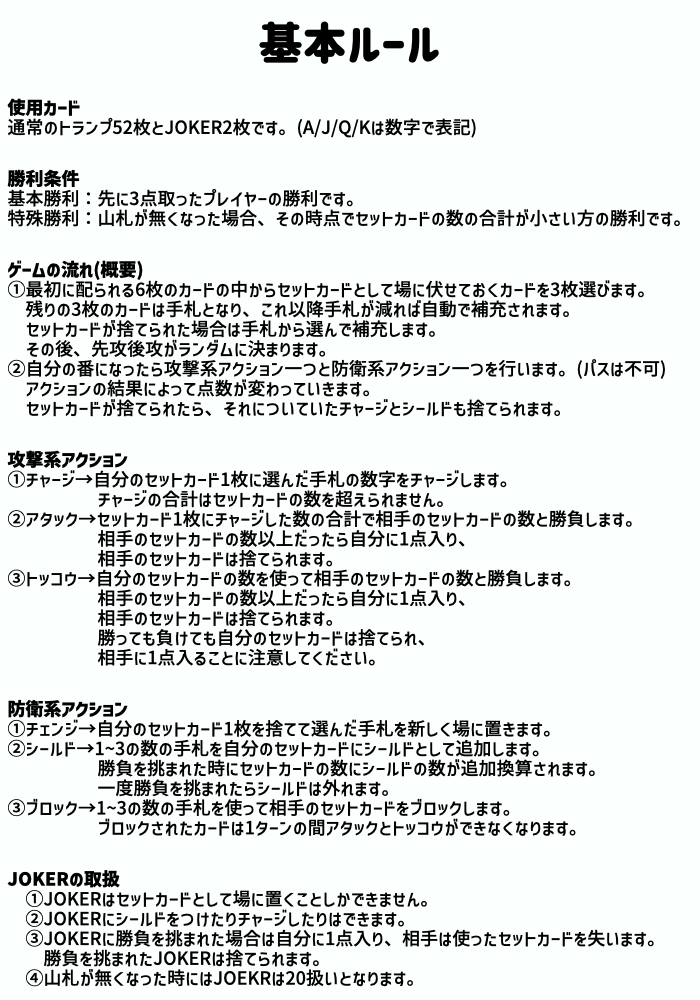 基本ルール
使用カード
通常のトランプ52枚とJOKER2枚です。(A/J/Q/Kは数字で表記)
勝利条件
基本勝利：先に3点取ったプレイヤーの勝利です。
特殊勝利：山札が無くなった場合、その時点でセットカードの数の合計が小さい方の勝利です。
ゲームの流れ(概要)
①最初に配られる6枚のカードの中からセットカードとして場に伏せておくカードを3枚選びます。
残りの3枚のカードは手札となり、これ以降手札が減れば自動で補充されます。
セットカードが捨てられた場合は手札から選んで補充します。
その後、先攻後攻がランダムに決まります。
②自分の番になったら攻撃系アクション一つと防衛系アクション一つを行います。(パスは不可)
アクションの結果によって点数が変わっていきます。
セットカードが捨てられたら、それについていたチャージとシールドも捨てられます。
攻撃系アクション
①チャージ→自分のセットカード1枚に選んだ手札の数字をチャージします。
チャージの合計はセットカードの数を超えられません。
②アタック→セットカード1枚にチャージした数の合計で相手のセットカードの数と勝負します。
相手のセットカードの数以上だったら自分に1点入り、
相手のセットカードは捨てられます。
③トッコウ→自分のセットカードの数を使って相手のセットカードの数と勝負します。
相手のセットカードの数以上だったら自分に1点入り、
相手のセットカードは捨てられます。
勝っても負けても自分のセットカードは捨てられ、
相手に1点入ることに注意してください。
防衛系アクション
①チェンジ→自分のセットカード1枚を捨てて選んだ手札を新しく場に置きます。
②シールド→1~3の数の手札を自分のセットカードにシールドとして追加します。
勝負を挑まれた時にセットカードの数にシールドの数が追加換算されます。
一度勝負を挑まれたらシールドは外れます。
③ブロック→1~3の数の手札を使って相手のセットカードをブロックします。
ブロックされたカードは1ターンの間アタックとトッコウができなくなります。
JOKERの取扱
①JOKERはセットカードとして場に置くことしかできません。
②JOKERにシールドをつけたりチャージしたりはできます。
③JOKERに勝負を挑まれた場合は自分に1点入り、相手は使ったセットカードを失います。
勝負を挑まれたJOKERは捨てられます。
④山札が無くなった時にはJOEKRは20扱いとなります。